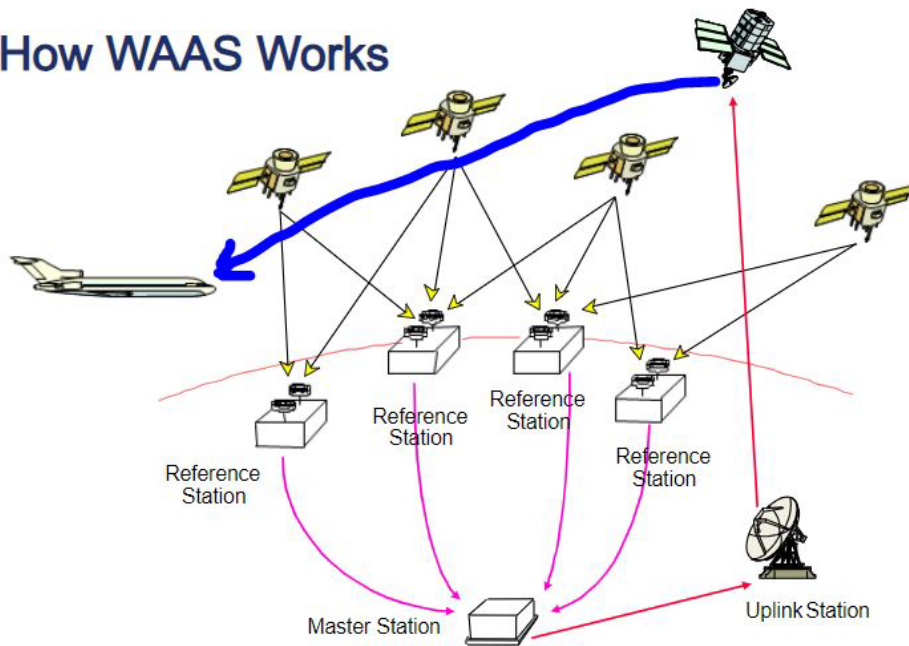 How WAAS Works
Reference
Station
Reference
Station
Reference
Station
Reference
Station
Master Station
Uplink Station